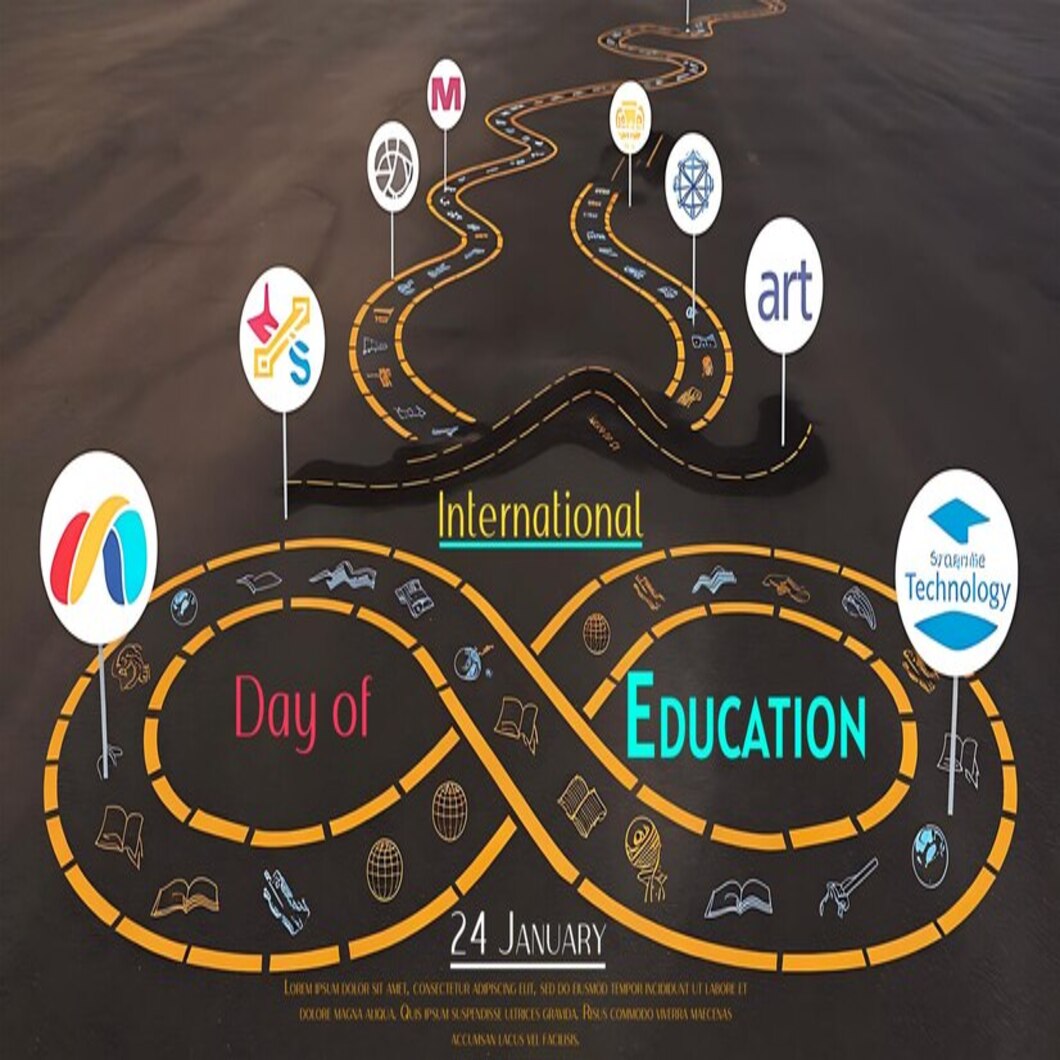 M
art
S
International
Technology
Day of
EDUCATION
24 JANUARY
LOREM IPSUM DOLOR SIT AMET, CONSECTETUR ADIPISCING ELIT, SED DO EIUSMOD TEMPOR INCIDIDUNT UT LABORE ET
DOLORE MAGNA ALIQUA. QUIS IPSUM SUSPENDISSE ULTRICES GRAVIDA. RISUS COMMODO VIVERRA MAECENAS
ACCUMSAN LACUS VEL FACILISIS.